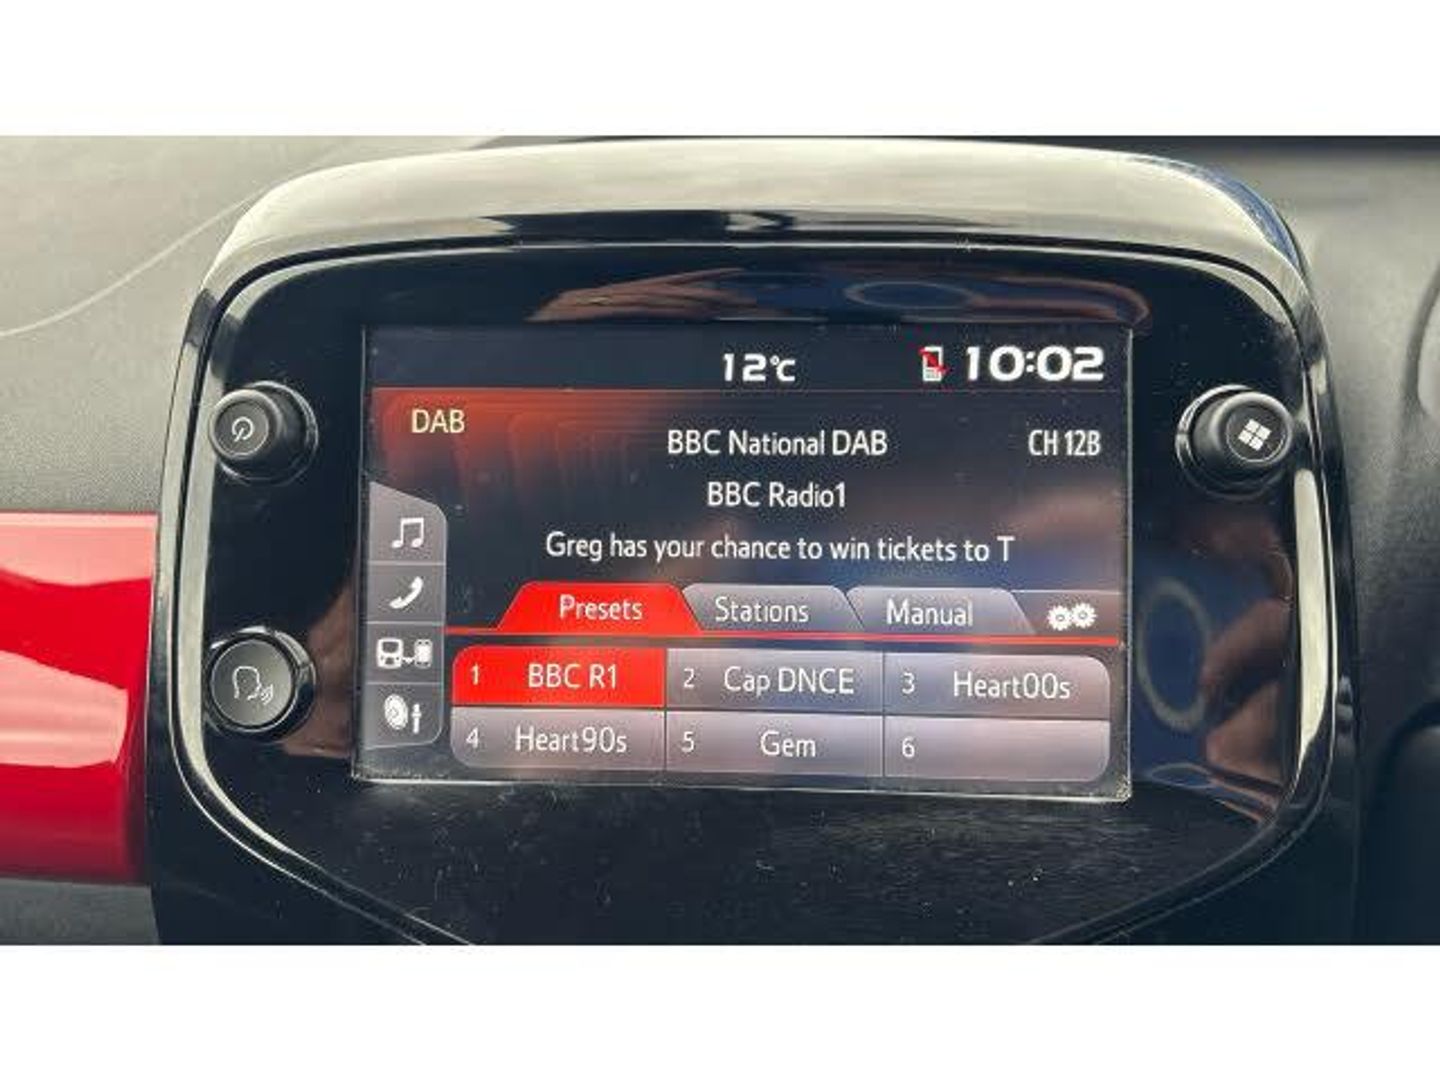 12°C 10:02
DAB
BBC National DAB CH 12B
BBC Radio1
Greg has your chance to win tickets to T
Presets Stations Manual
1 BBC R1 2 Cap DNCE 3 Heart00s
4 Heart90s 5 Gem 6